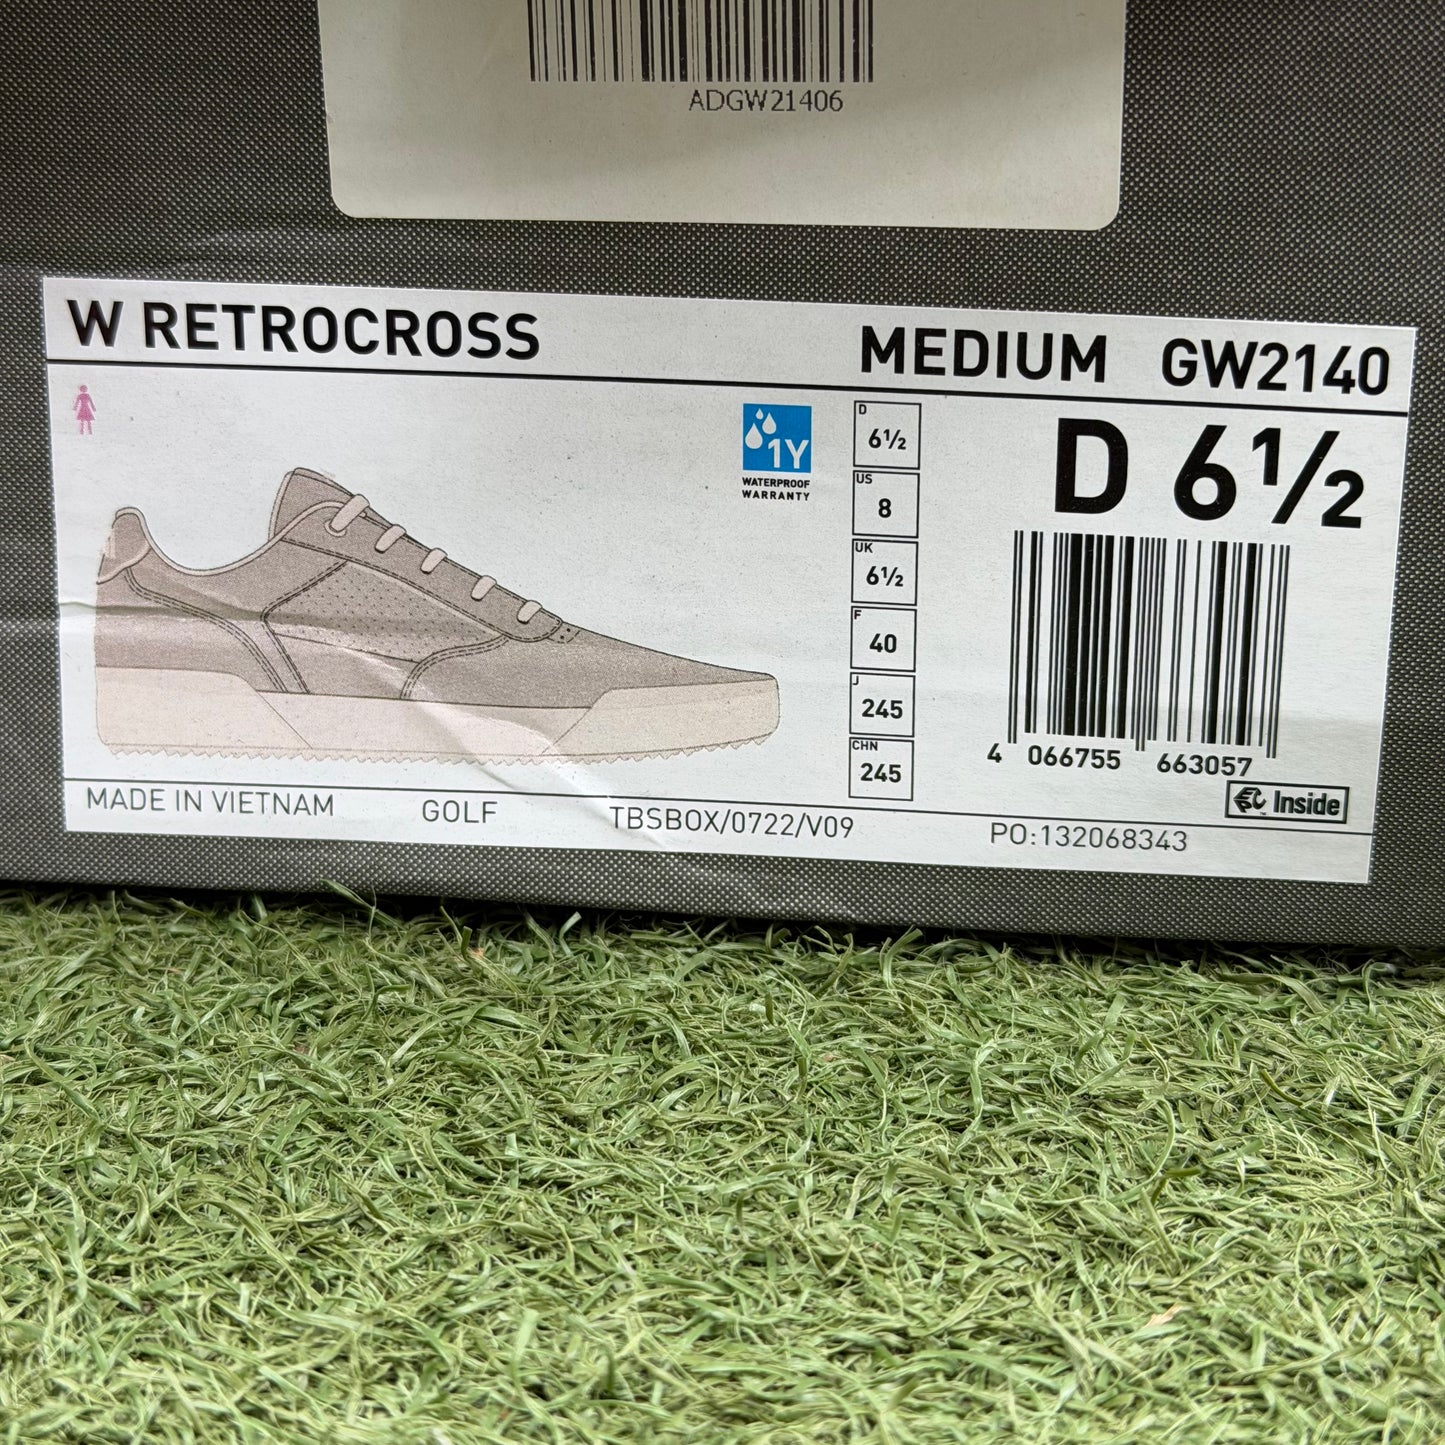 ADGW21406
W RETROCROSS MEDIUM GW2140
1Y
WATERPROOF
WARRANTY
D
6½
US
8
UK
6½
F
40
J
245
CHN
245
D 6½
4 066755 663057
Inside
MADE IN VIETNAM GOLF TBSBOX/0722/V09 PO:132068343